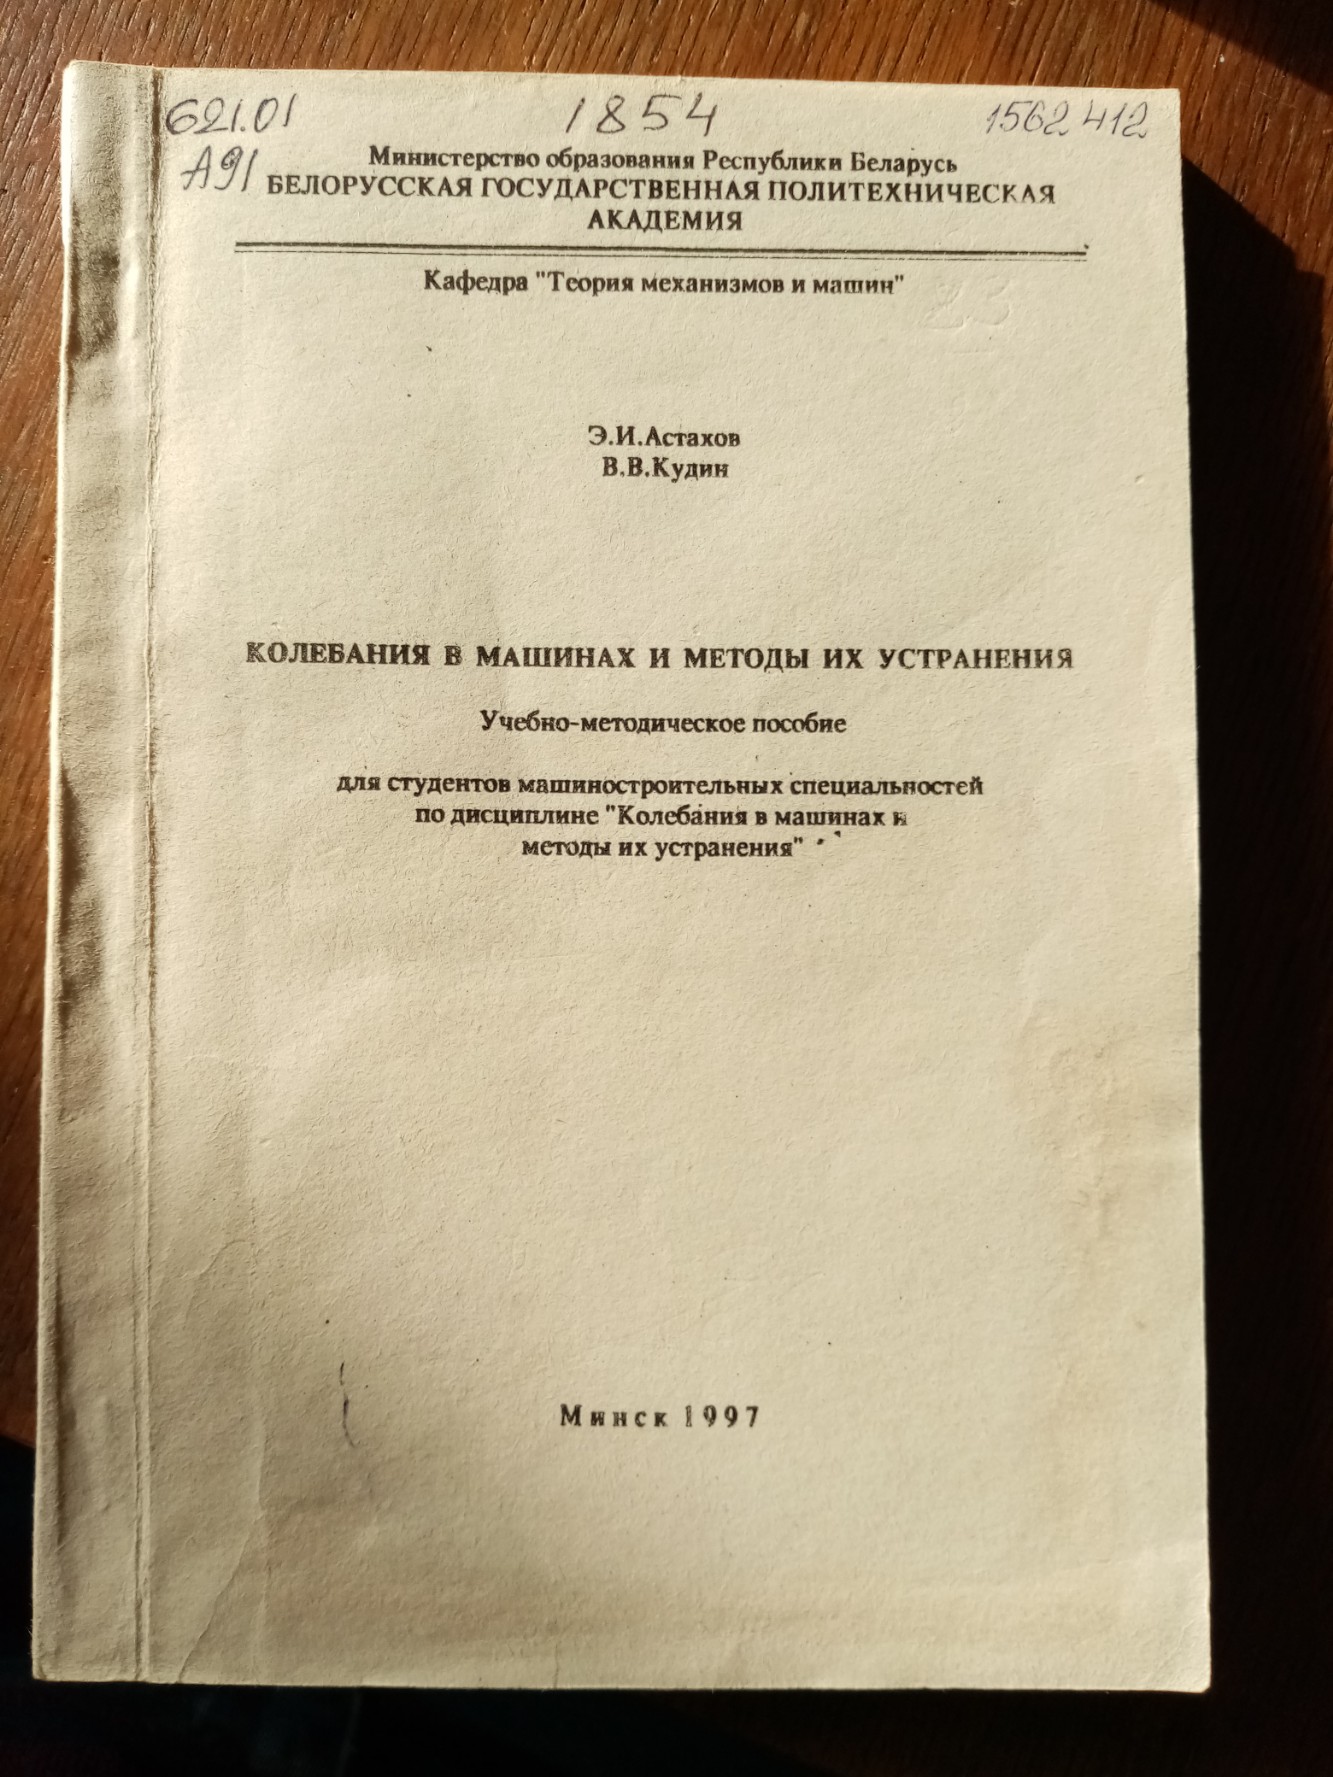 621.01
1854
1562412
А91
Министерство образования Республики Беларусь
БЕЛОРУССКАЯ ГОСУДАРСТВЕННАЯ ПОЛИТЕХНИЧЕСКАЯ
АКАДЕМИЯ
Кафедра "Теория механизмов и машин"
Э.И.Астахов
В.В.Кудин
КОЛЕБАНИЯ В МАШИНАХ И МЕТОДЫ ИХ УСТРАНЕНИЯ
Учебно-методическое пособие
для студентов машиностроительных специальностей
по дисциплине "Колебания в машинах и
методы их устранения"
Минск 1997